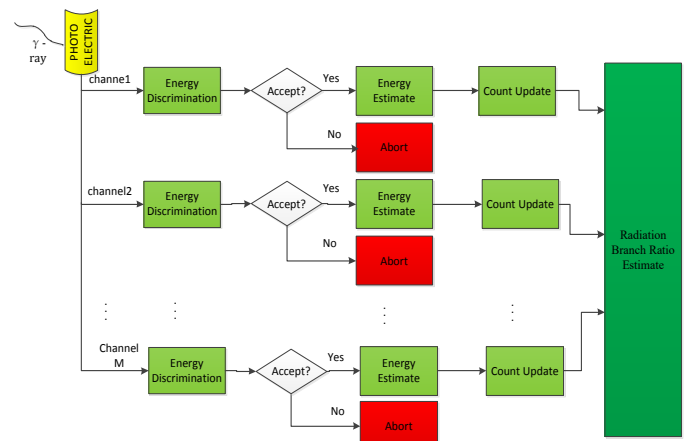 γ -
ray
PHOTO
ELECTRIC
channe1
Energy
Discrimination
Accept?
Yes
Energy
Estimate
Count Update
No
Abort
channel2
Energy
Discrimination
Accept?
Yes
Energy
Estimate
Count Update
No
Abort
Radiation
Branch Ratio
Estimate
Channel
M
Energy
Discrimination
Accept?
Yes
Energy
Estimate
Count Update
No
Abort